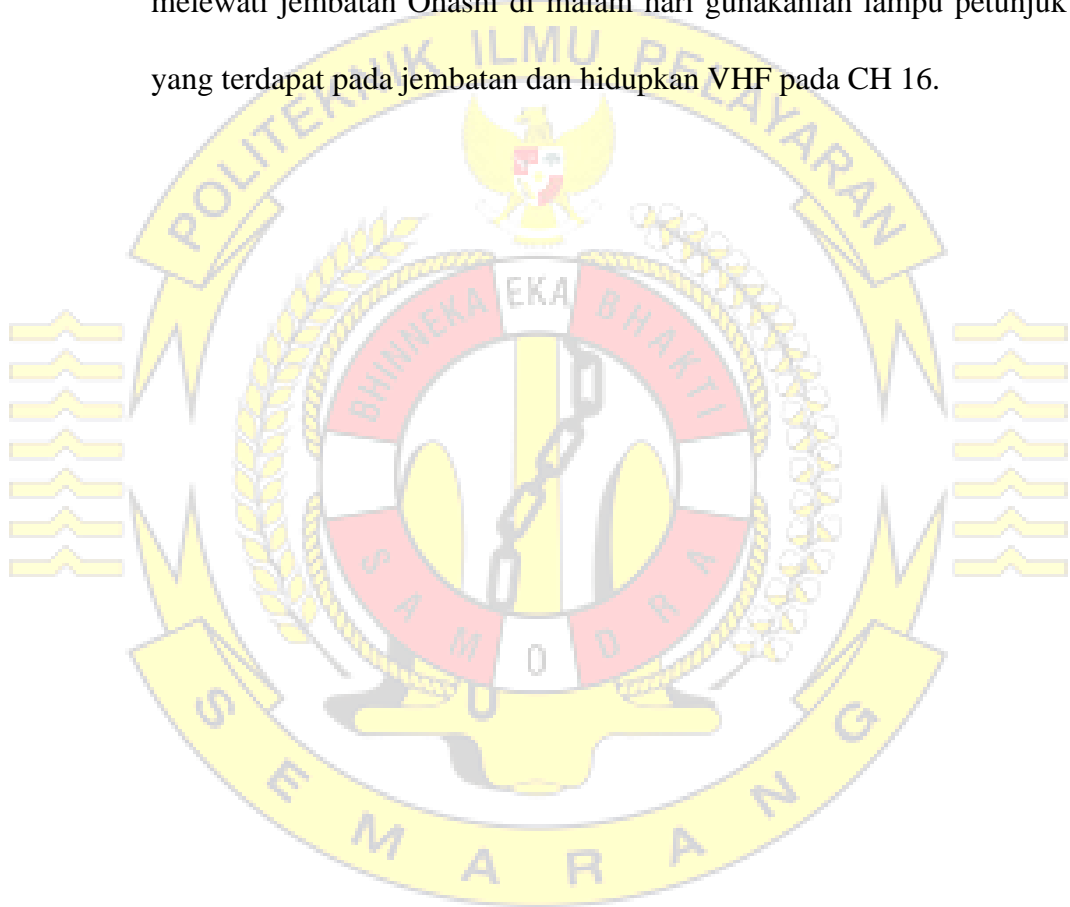 melewati jembatan Ohashi di malam hari gunakanlah lampu petunjuk
yang terdapat pada jembatan dan hidupkan VHF pada CH 16.
POLITEKNIK ILMU PELAYARAN
BHINNEKA EKA BHAKTI
SAMODRA
SEMARANG